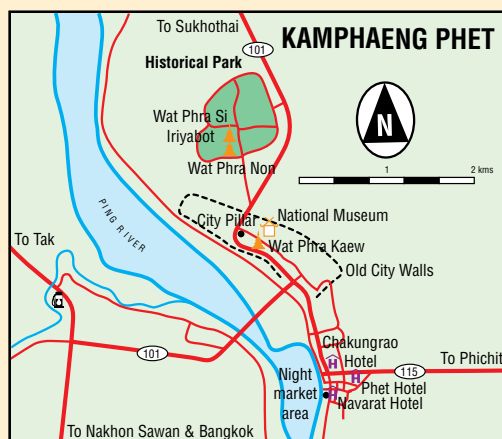 To Sukhothai
101
KAMPHAENG PHET
Historical Park
N
Wat Phra Si
Iriyabot
Wat Phra Non
1
2 kms
PING RIVER
City Pillar
National Museum
To Tak
Wat Phra Kaew
Old City Walls
101
Chakungrao
Hotel
H
To Phichit
115
Night
market
area
H
Phet Hotel
H
Navarat Hotel
To Nakhon Sawan & Bangkok